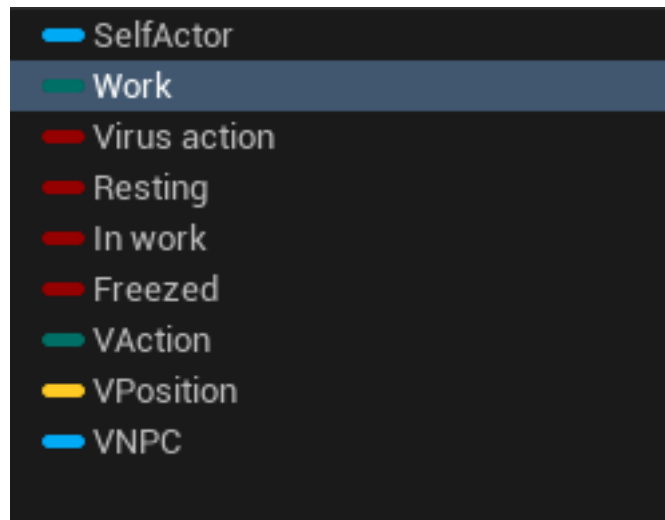 SelfActor
Work
Virus action
Resting
In work
Freezed
VAction
VPosition
VNPC